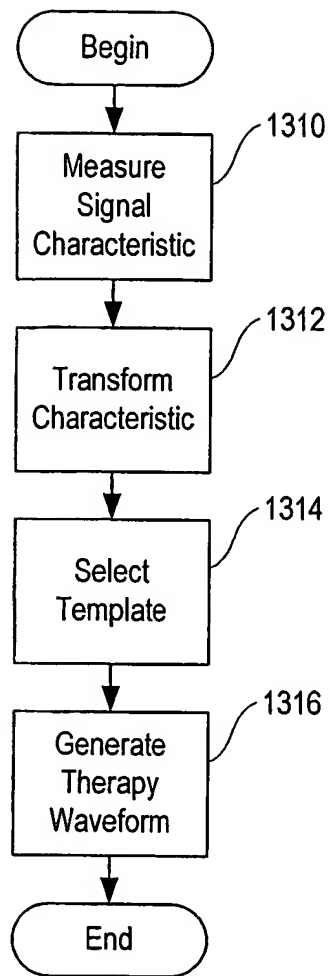 Begin
1310
Measure
Signal
Characteristic
1312
Transform
Characteristic
1314
Select
Template
1316
Generate
Therapy
Waveform
End